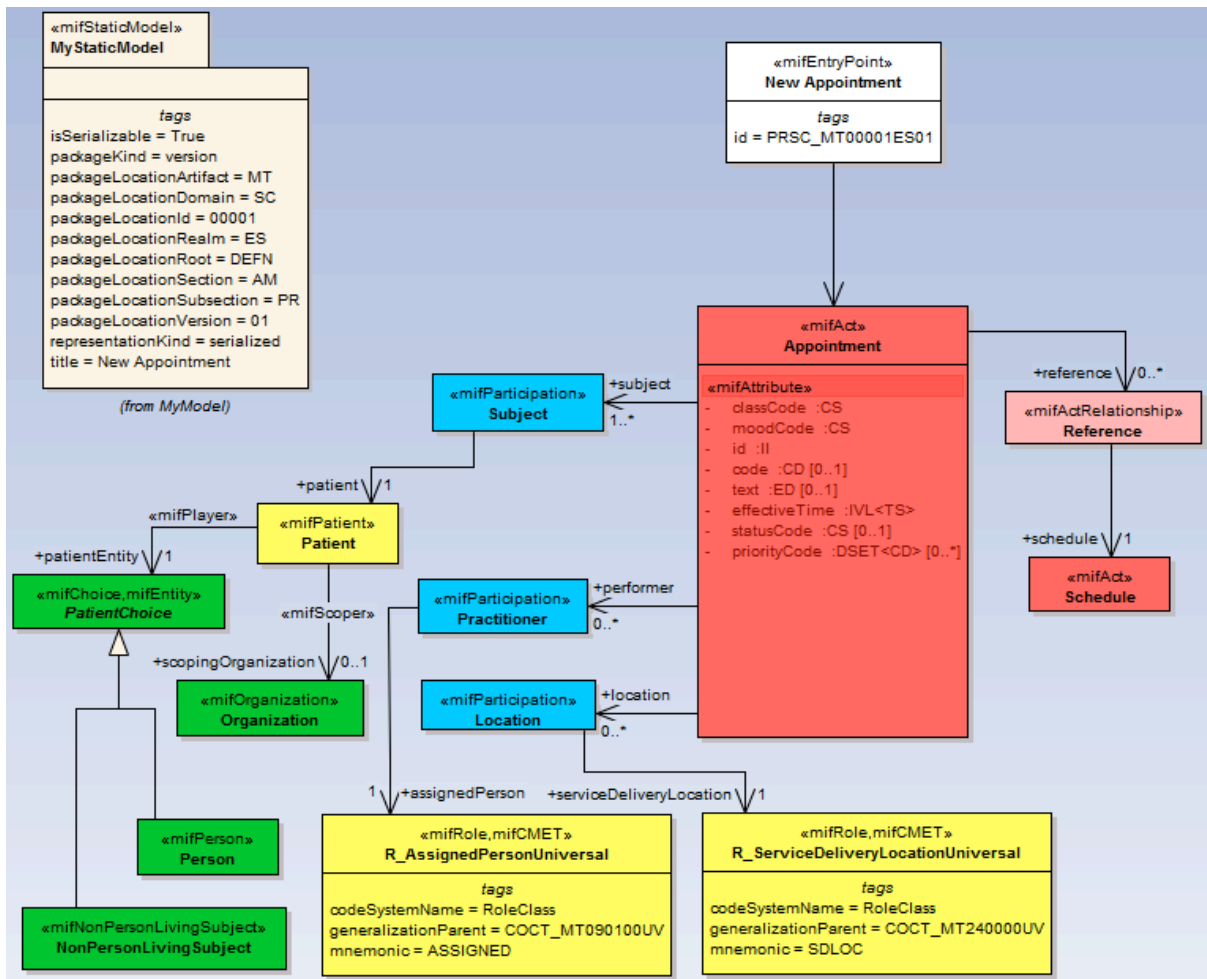 «mifStaticModel»
MyStaticModel
tags
isSerializable = True
packageKind = version
packageLocationArtifact = MT
packageLocationDomain = SC
packageLocationId = 00001
packageLocationRealm = ES
packageLocationRoot = DEFN
packageLocationSection = AM
packageLocationSubsection = PR
packageLocationVersion = 01
representationKind = serialized
title = New Appointment
(from MyModel)
«mifEntryPoint»
New Appointment
tags
id = PRSC_MT00001ES01
«mifAct»
Appointment
«mifAttribute»
- classCode :CS
- moodCode :CS
- id :II
- code :CD [0..1]
- text :ED [0..1]
- effectiveTime :IVL<TS>
- statusCode :CS [0..1]
- priorityCode :DSET<CD> [0..*]
+reference
0..*
«mifActRelationship»
Reference
+schedule
1
«mifAct»
Schedule
+subject
1..*
«mifParticipation»
Subject
+patient
1
«mifPatient»
Patient
«mifPlayer»
+patientEntity
1
«mifChoice,mifEntity»
PatientChoice
«mifScoper»
+scopingOrganization
0..1
«mifOrganization»
Organization
«mifPerson»
Person
«mifNonPersonLivingSubject»
NonPersonLivingSubject
+performer
0..*
«mifParticipation»
Practitioner
+location
0..*
«mifParticipation»
Location
1
+assignedPerson
«mifRole,mifCMET»
R_AssignedPersonUniversal
tags
codeSystemName = RoleClass
generalizationParent = COCT_MT090100UV
mnemonic = ASSIGNED
+serviceDeliveryLocation
1
«mifRole,mifCMET»
R_ServiceDeliveryLocationUniversal
tags
codeSystemName = RoleClass
generalizationParent = COCT_MT240000UV
mnemonic = SDLOC